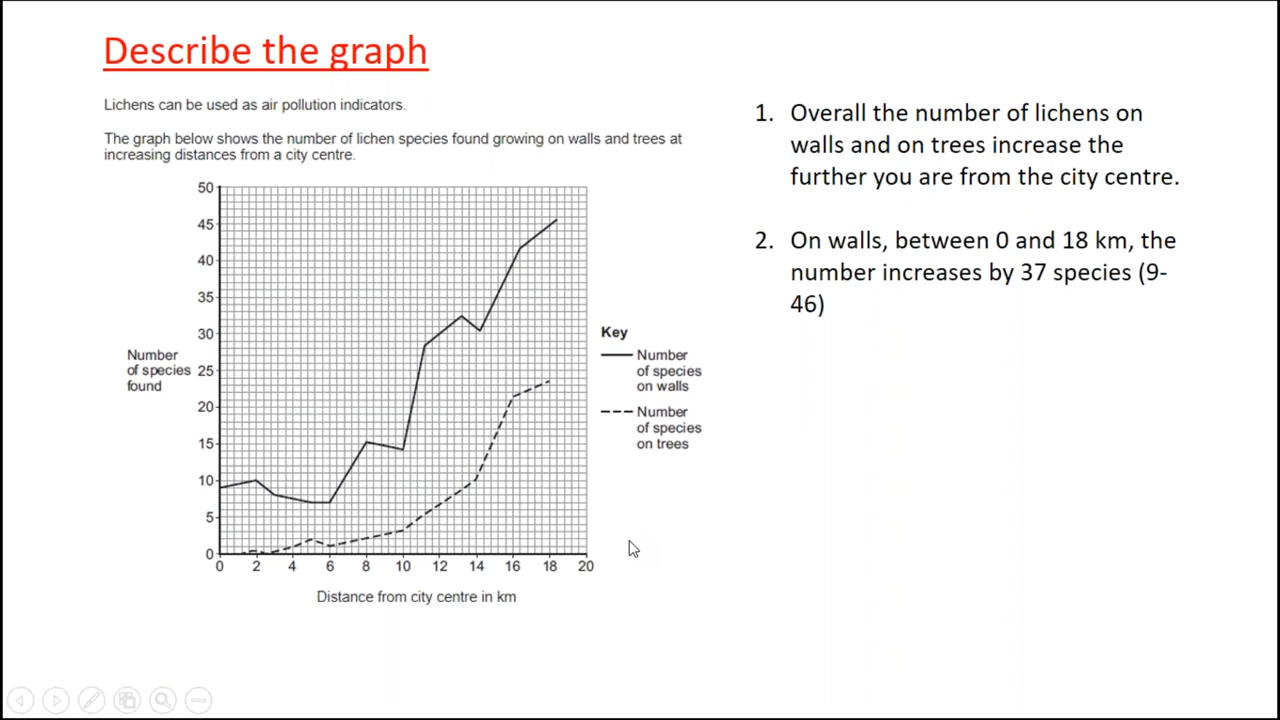 Describe the graph
Lichens can be used as air pollution indicators.
The graph below shows the number of lichen species found growing on walls and trees at
increasing distances from a city centre.
50
45
40
35
30
25
20
15
10
5
0
Number
of species
found
0 2 4 6 8 10 12 14 16 18 20
Distance from city centre in km
Key
Number
of species
on walls
Number
of species
on trees
1. Overall the number of lichens on
walls and on trees increase the
further you are from the city centre.
2. On walls, between 0 and 18 km, the
number increases by 37 species (9-
46)